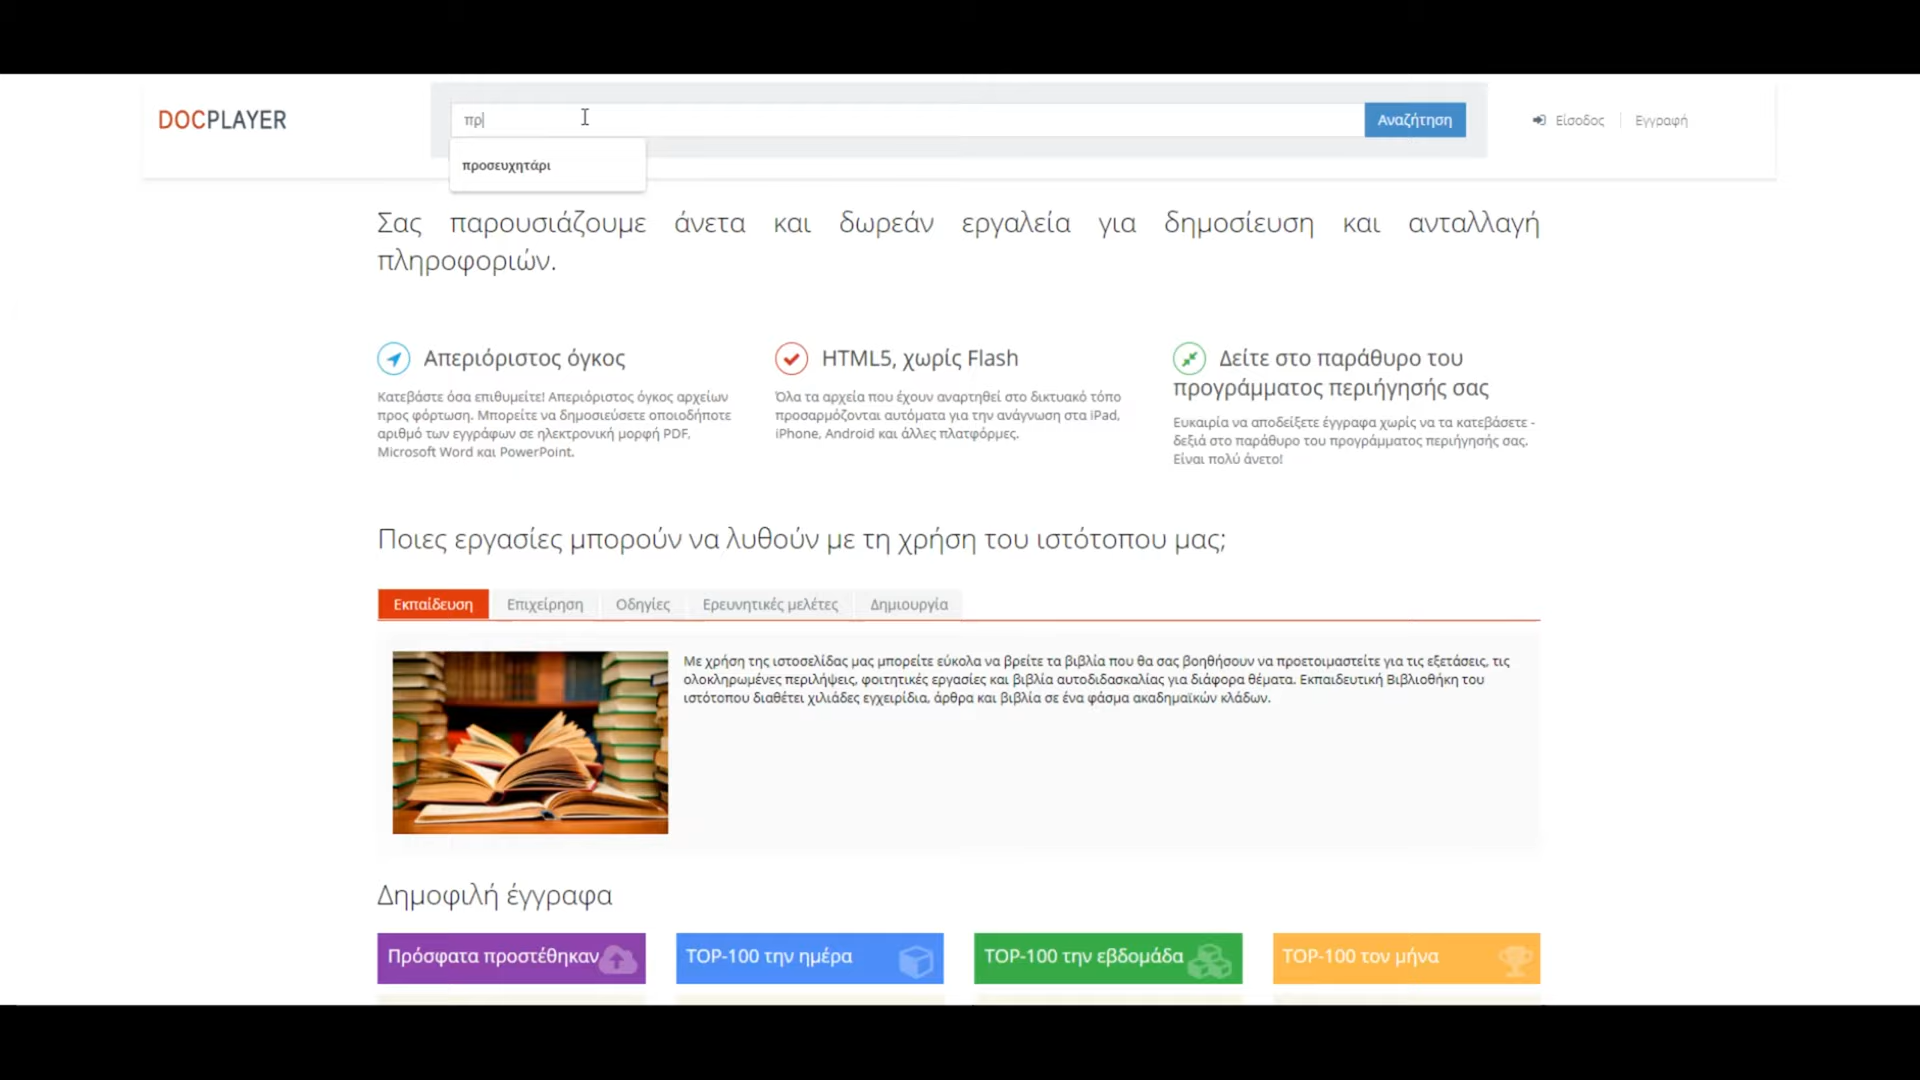 DOCPLAYER
πρ
Αναζήτηση
Είσοδος
Εγγραφή
προσευχητάρι
Σας παρουσιάζουμε άνετα και δωρεάν εργαλεία για δημοσίευση και ανταλλαγή
πληροφοριών.
Απεριόριστος όγκος
Κατεβάστε όσα επιθυμείτε! Απεριόριστος όγκος αρχείων
προς φόρτωση. Μπορείτε να δημοσιεύσετε οποιοδήποτε
αριθμό των εγγράφων σε ηλεκτρονική μορφή PDF,
Microsoft Word και PowerPoint.
HTML5, χωρίς Flash
Όλα τα αρχεία που έχουν αναρτηθεί στο δικτυακό τόπο
προσαρμόζονται αυτόματα για την ανάγνωση στα iPad,
iPhone, Android και άλλες πλατφόρμες.
Δείτε στο παράθυρο του
προγράμματος περιήγησής σας
Ευκαιρία να αποδείξετε έγγραφα χωρίς να τα κατεβάσετε -
δεξιά στο παράθυρο του προγράμματος περιήγησής σας.
Είναι πολύ άνετο!
Ποιες εργασίες μπορούν να λυθούν με τη χρήση του ιστότοπου μας;
Εκπαίδευση
Επιχείρηση
Οδηγίες
Ερευνητικές μελέτες
Δημιουργία
Με χρήση της ιστοσελίδας μας μπορείτε εύκολα να βρείτε τα βιβλία που θα σας βοηθήσουν να προετοιμαστείτε για τις εξετάσεις, τις
ολοκληρωμένες περιλήψεις, φοιτητικές εργασίες και βιβλία αυτοδιδασκαλίας για διάφορα θέματα. Εκπαιδευτική Βιβλιοθήκη του
ιστότοπου διαθέτει χιλιάδες εγχειρίδια, άρθρα και βιβλία σε ένα φάσμα ακαδημαϊκών κλάδων.
Δημοφιλή έγγραφα
Πρόσφατα προστέθηκαν
TOP-100 την ημέρα
TOP-100 την εβδομάδα
TOP-100 τον μήνα